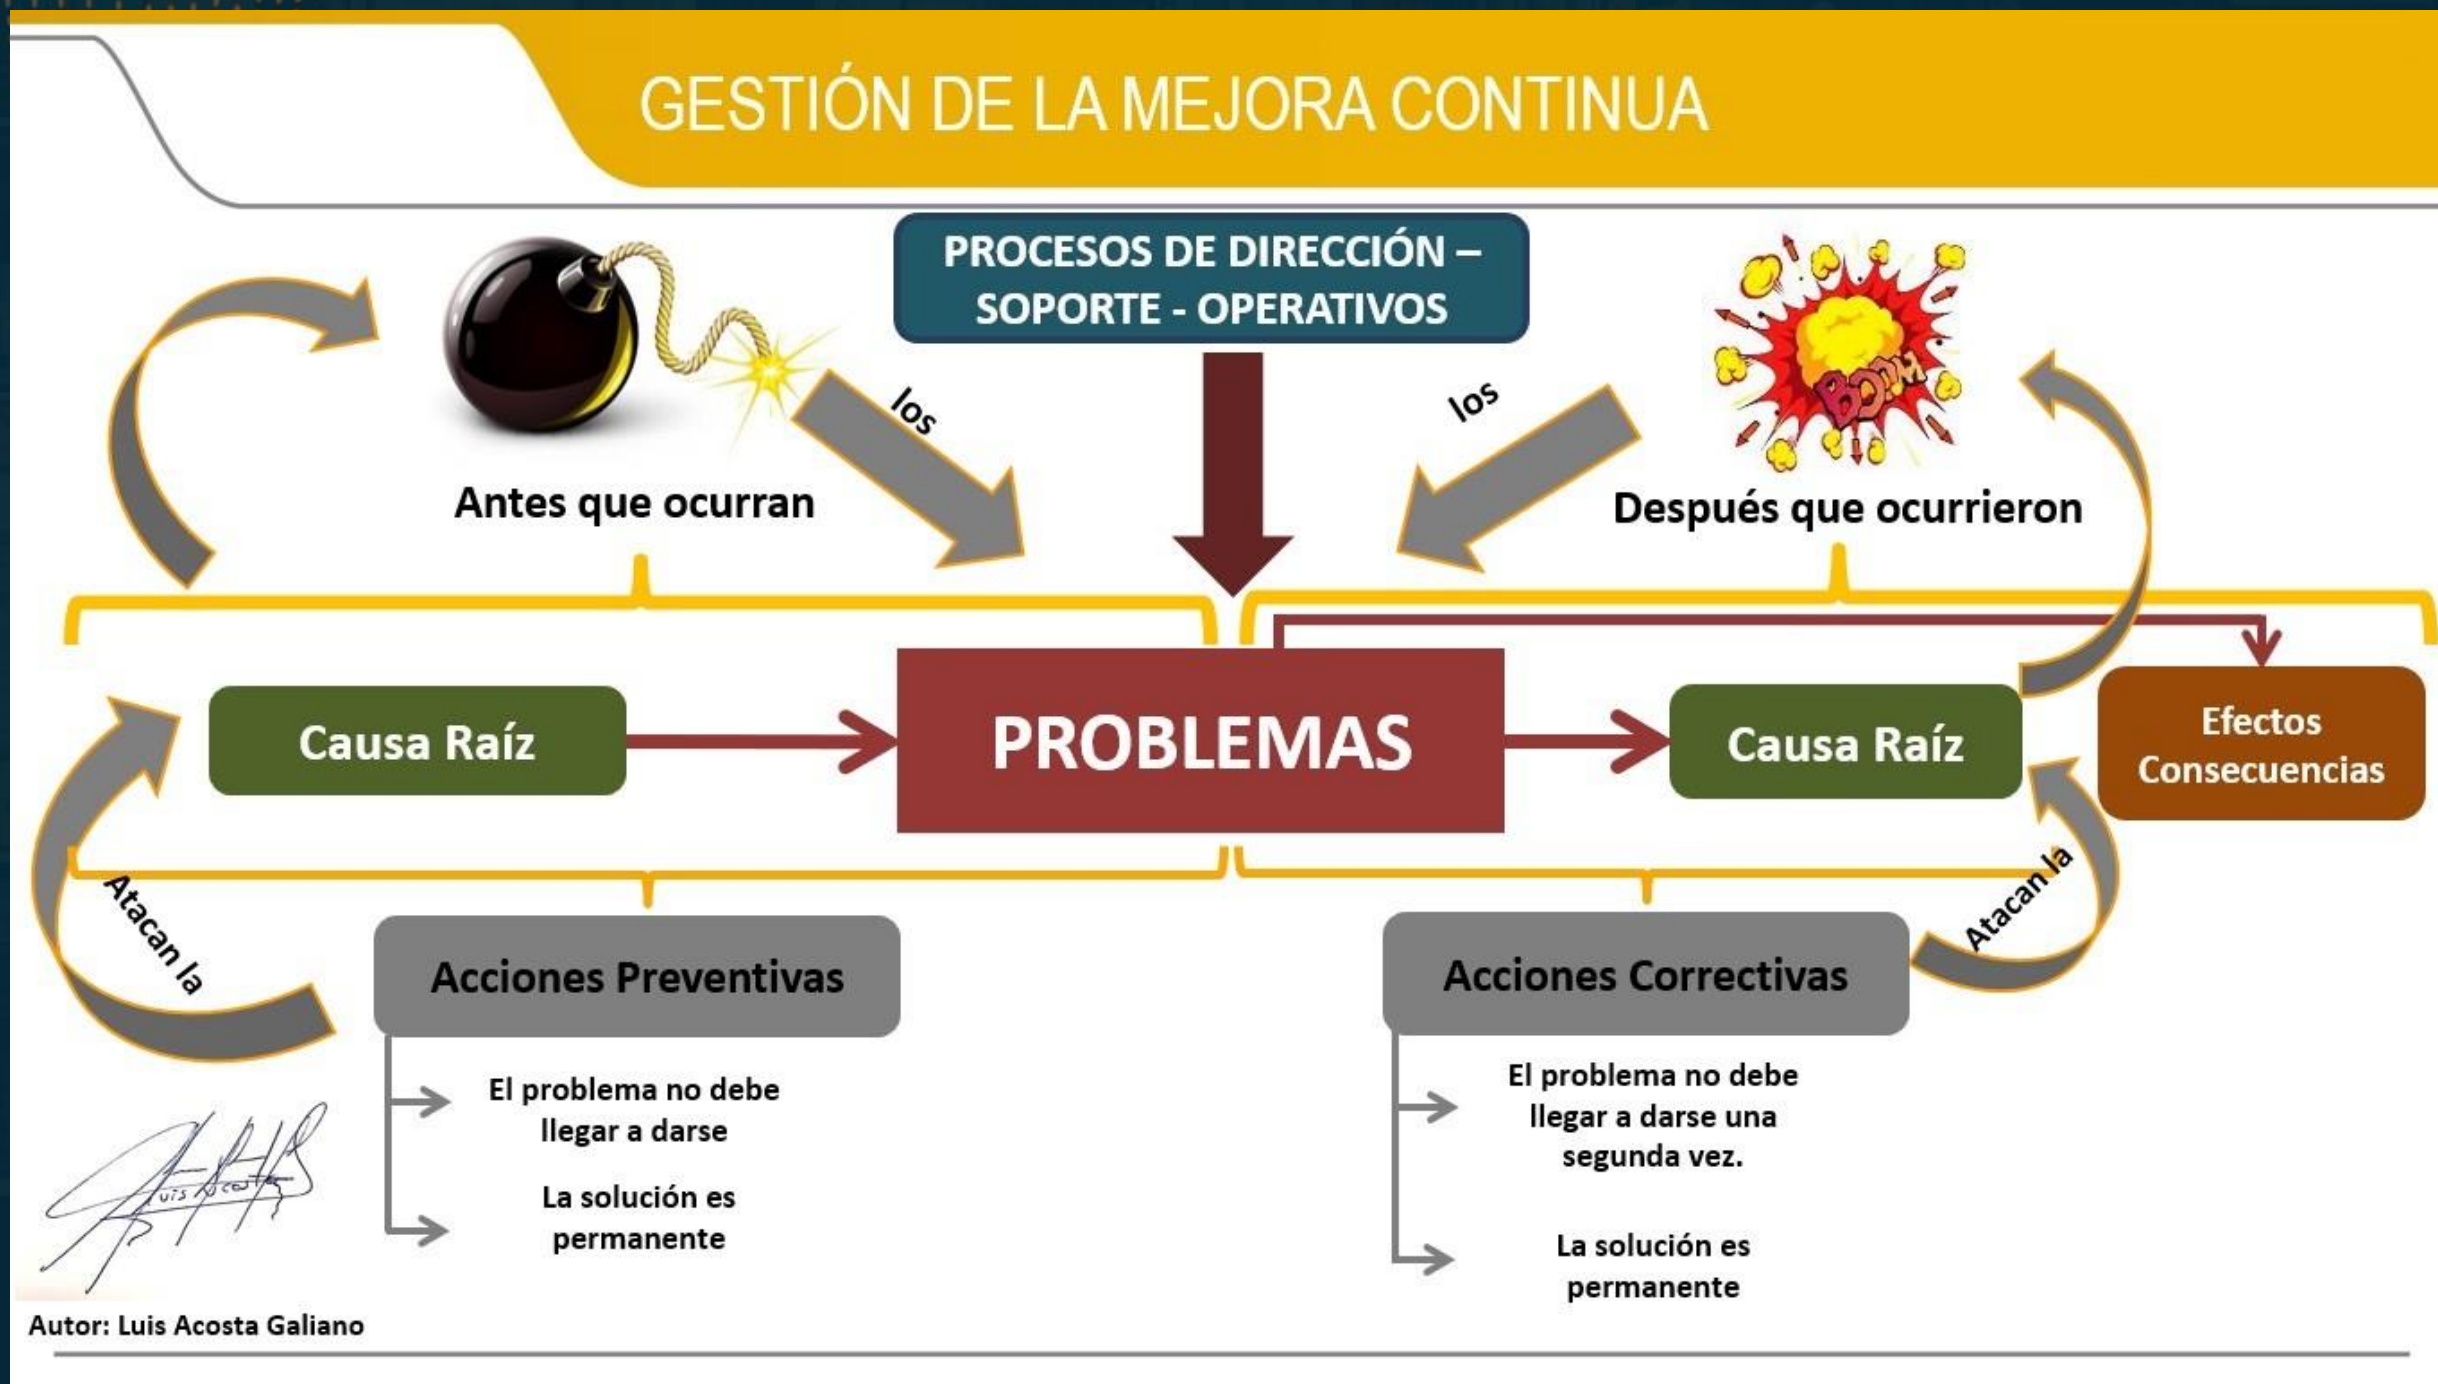 GESTIÓN DE LA MEJORA CONTINUA
PROCESOS DE DIRECCIÓN –
SOPORTE - OPERATIVOS
BOOM
los
los
Antes que ocurran
Después que ocurrieron
Causa Raíz
PROBLEMAS
Causa Raíz
Efectos
Consecuencias
Atacan la
Atacan la
Acciones Preventivas
Acciones Correctivas
El problema no debe
llegar a darse
La solución es
permanente
El problema no debe
llegar a darse una
segunda vez.
La solución es
permanente
Luis Acosta
Autor: Luis Acosta Galiano